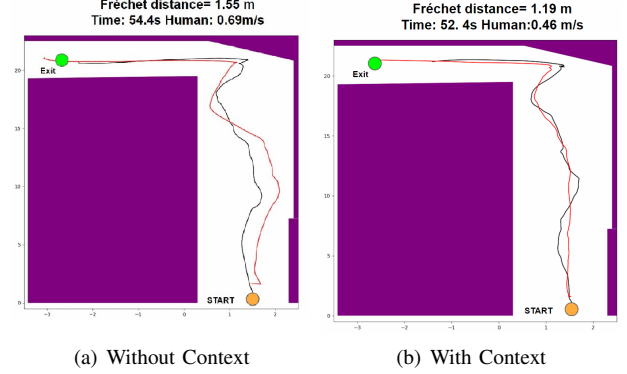 Fréchet distance= 1.55 m
Time: 54.4s Human: 0.69m/s
Exit
START
20
15
10
5
0
-3
-2
-1
0
1
2
(a) Without Context
Fréchet distance= 1.19 m
Time: 52. 4s Human:0.46 m/s
Exit
START
20
15
10
5
0
-3
-2
-1
0
1
2
(b) With Context